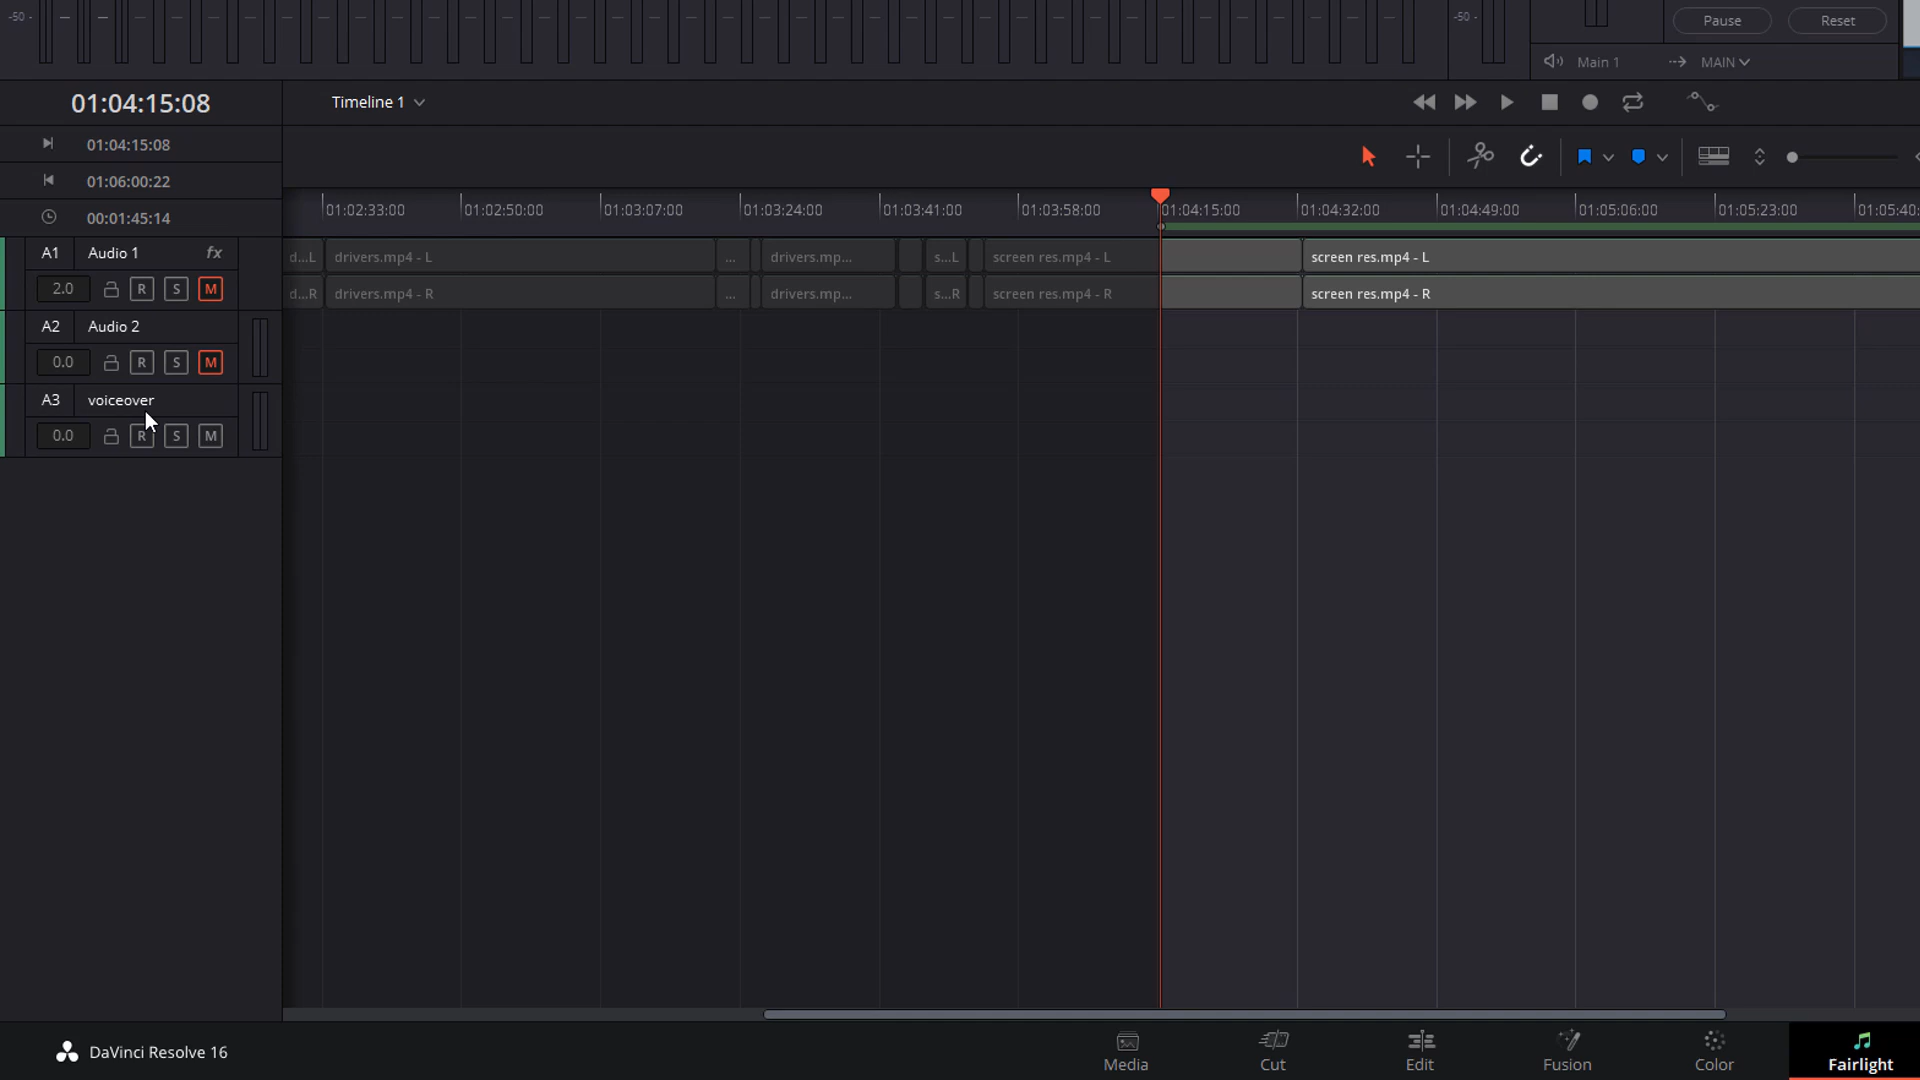 -50 -
-50 -
Pause
Reset
Main 1
MAIN
01:04:15:08
Timeline 1
01:04:15:08
01:06:00:22
00:01:45:14
01:02:33:00
01:02:50:00
01:03:07:00
01:03:24:00
01:03:41:00
01:03:58:00
01:04:15:00
01:04:32:00
01:04:49:00
01:05:06:00
01:05:23:00
01:05:40:
A1
Audio 1
fx
d...L
drivers.mp4 - L
...
drivers.mp...
s...L
screen res.mp4 - L
screen res.mp4 - L
2.0
R
S
M
d...R
drivers.mp4 - R
...
drivers.mp...
s...R
screen res.mp4 - R
screen res.mp4 - R
A2
Audio 2
0.0
R
S
M
A3
voiceover
0.0
R
S
M
DaVinci Resolve 16
Media
Cut
Edit
Fusion
Color
Fairlight